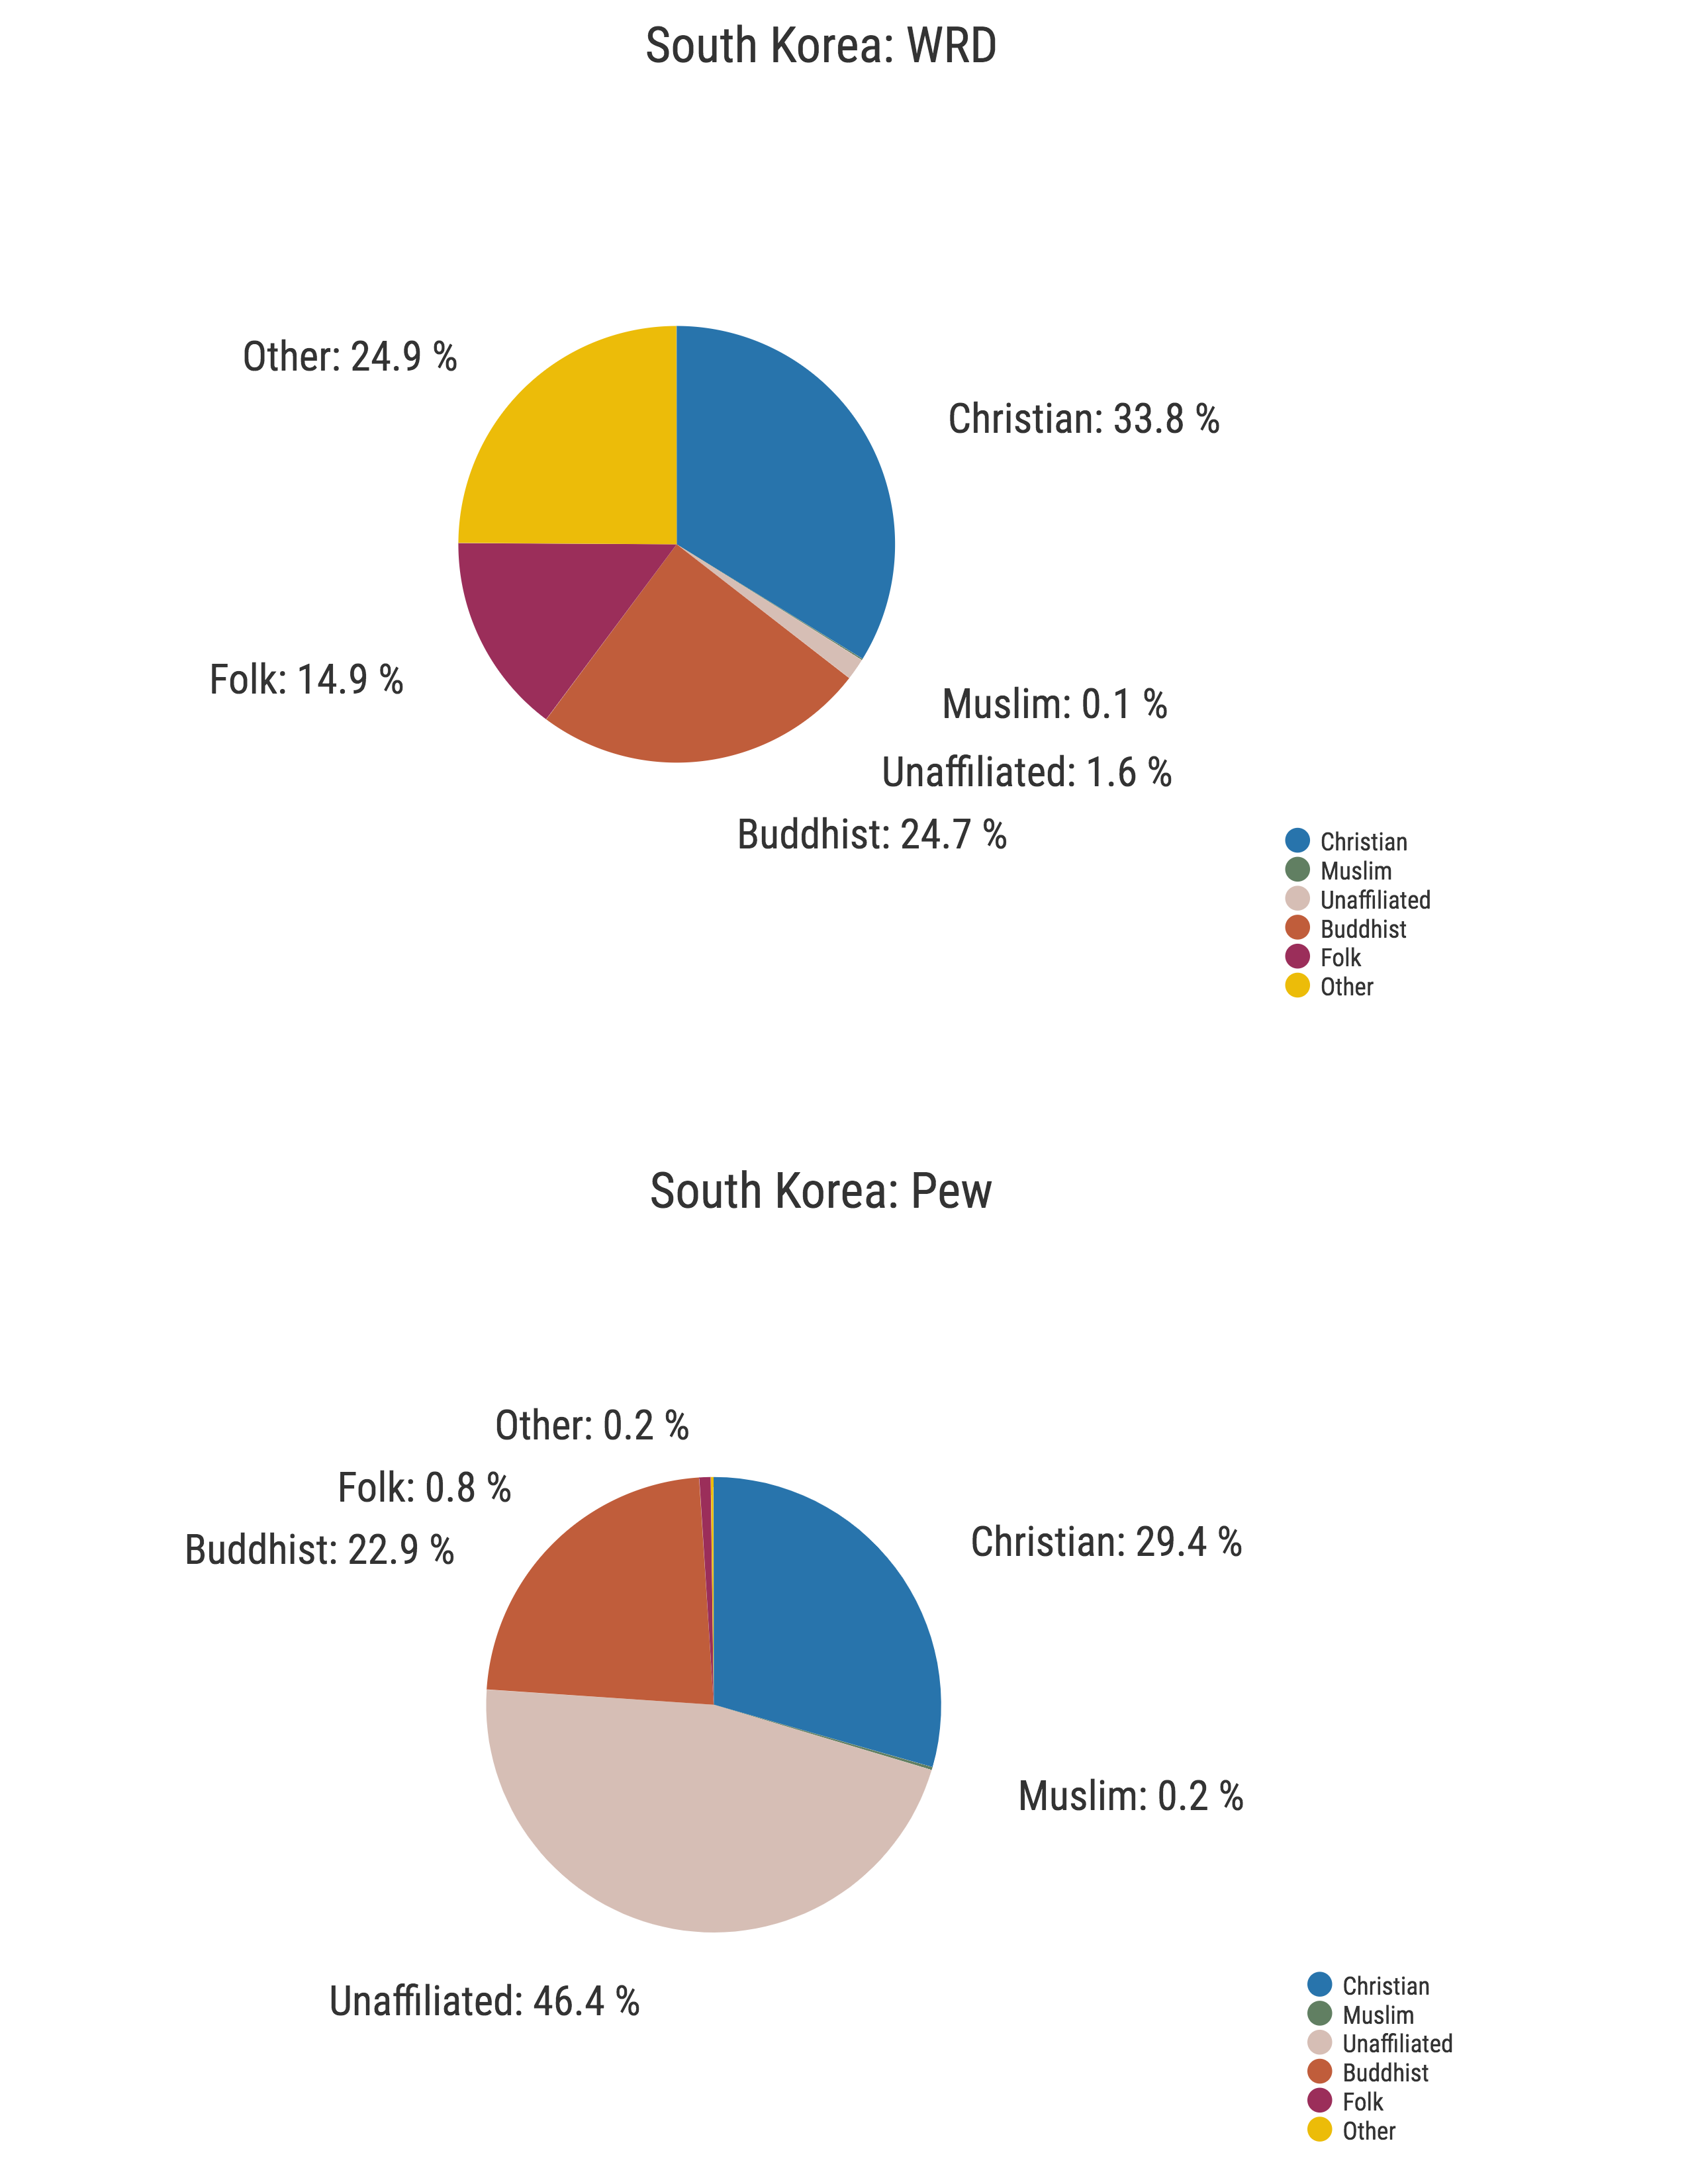 South Korea: WRD
Other: 24.9 %
Christian: 33.8 %
Folk: 14.9 %
Muslim: 0.1 %
Unaffiliated: 1.6 %
Buddhist: 24.7 %
Christian
Muslim
Unaffiliated
Buddhist
Folk
Other
South Korea: Pew
Other: 0.2 %
Folk: 0.8 %
Buddhist: 22.9 %
Christian: 29.4 %
Muslim: 0.2 %
Unaffiliated: 46.4 %
Christian
Muslim
Unaffiliated
Buddhist
Folk
Other